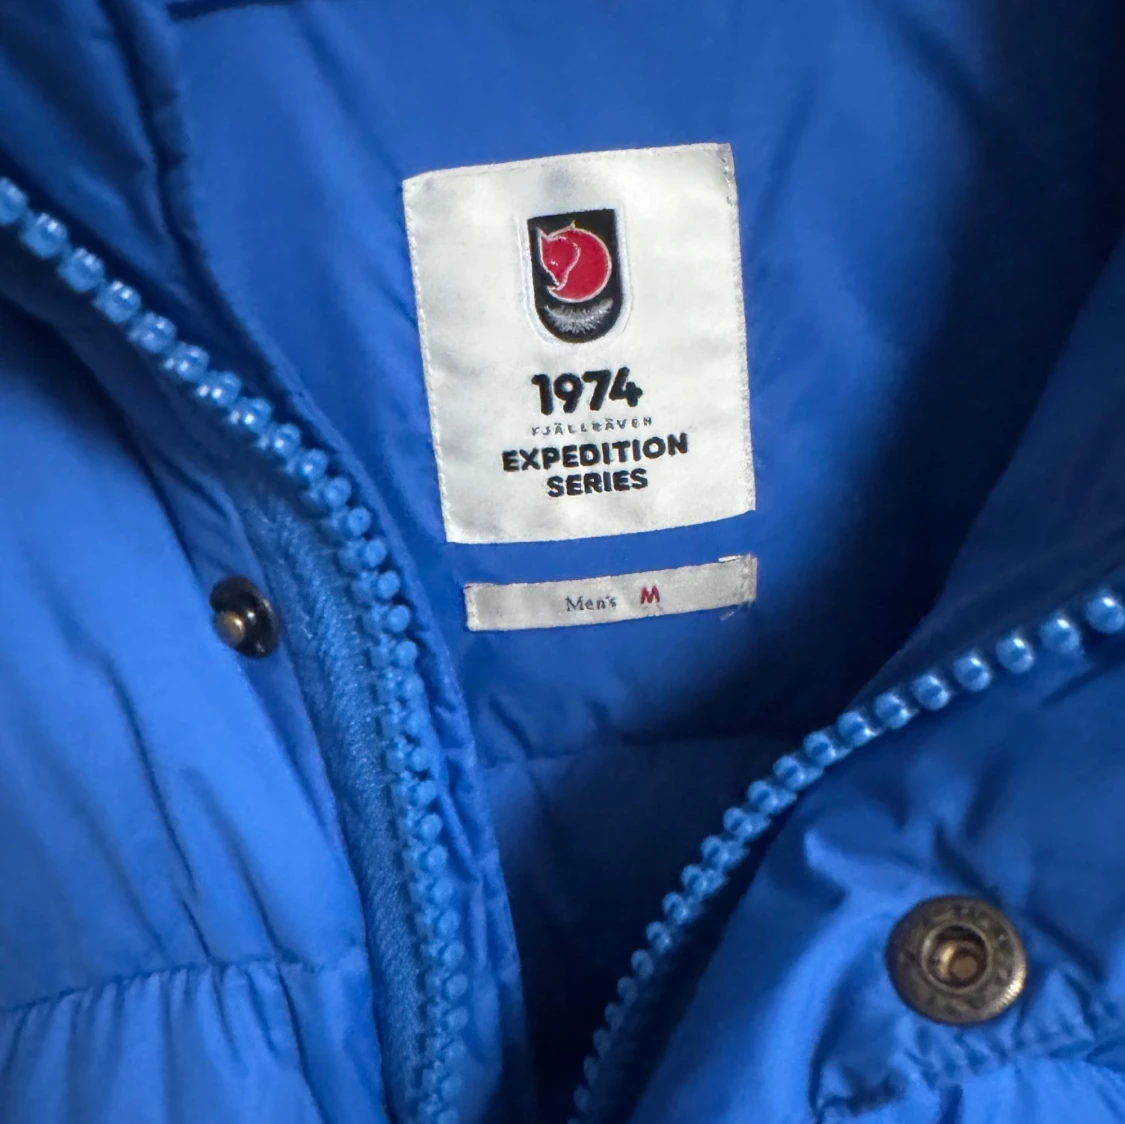 1974
FJÄLLRÄVEN
EXPEDITION
SERIES
Men's M